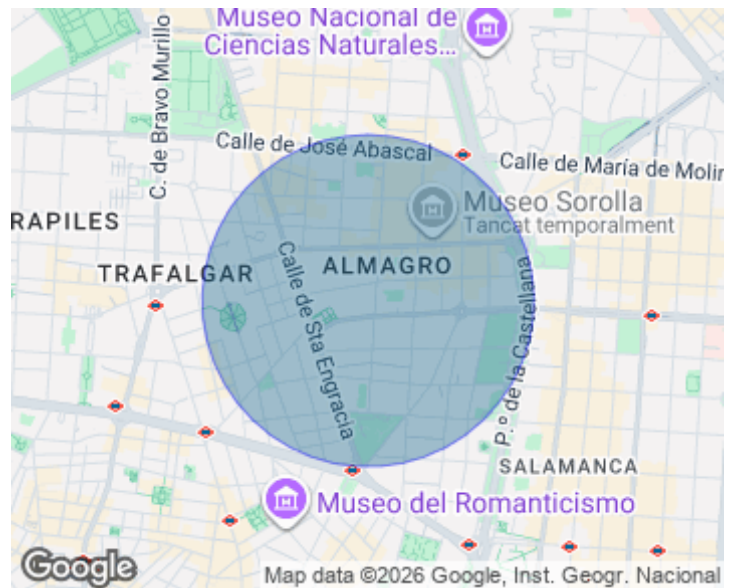 Museo Nacional de
Ciencias Naturales...
C. de Bravo Murillo
Calle de José Abascal
Calle de María de Molin
Museo Sorolla
Tancat temporalment
RAPILES
TRAFALGAR
ALMAGRO
Calle de Sta Engracia
P.º de la Castellana
SALAMANCA
Museo del Romanticismo
Google
Map data ©2026 Google, Inst. Geogr. Nacional